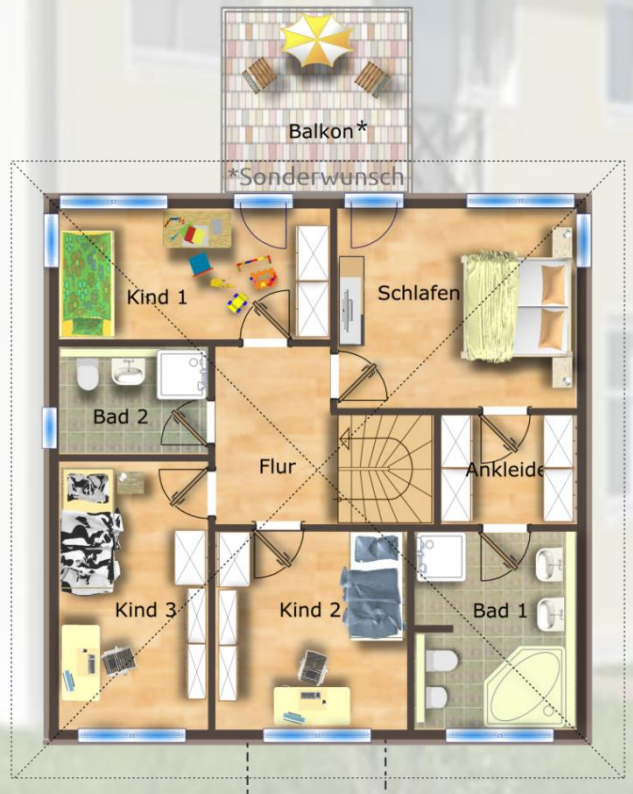 Balkon*
*Sonderwunsch
Kind 1
Schlafen
Bad 2
Flur
Ankleide
Kind 3
Kind 2
Bad 1